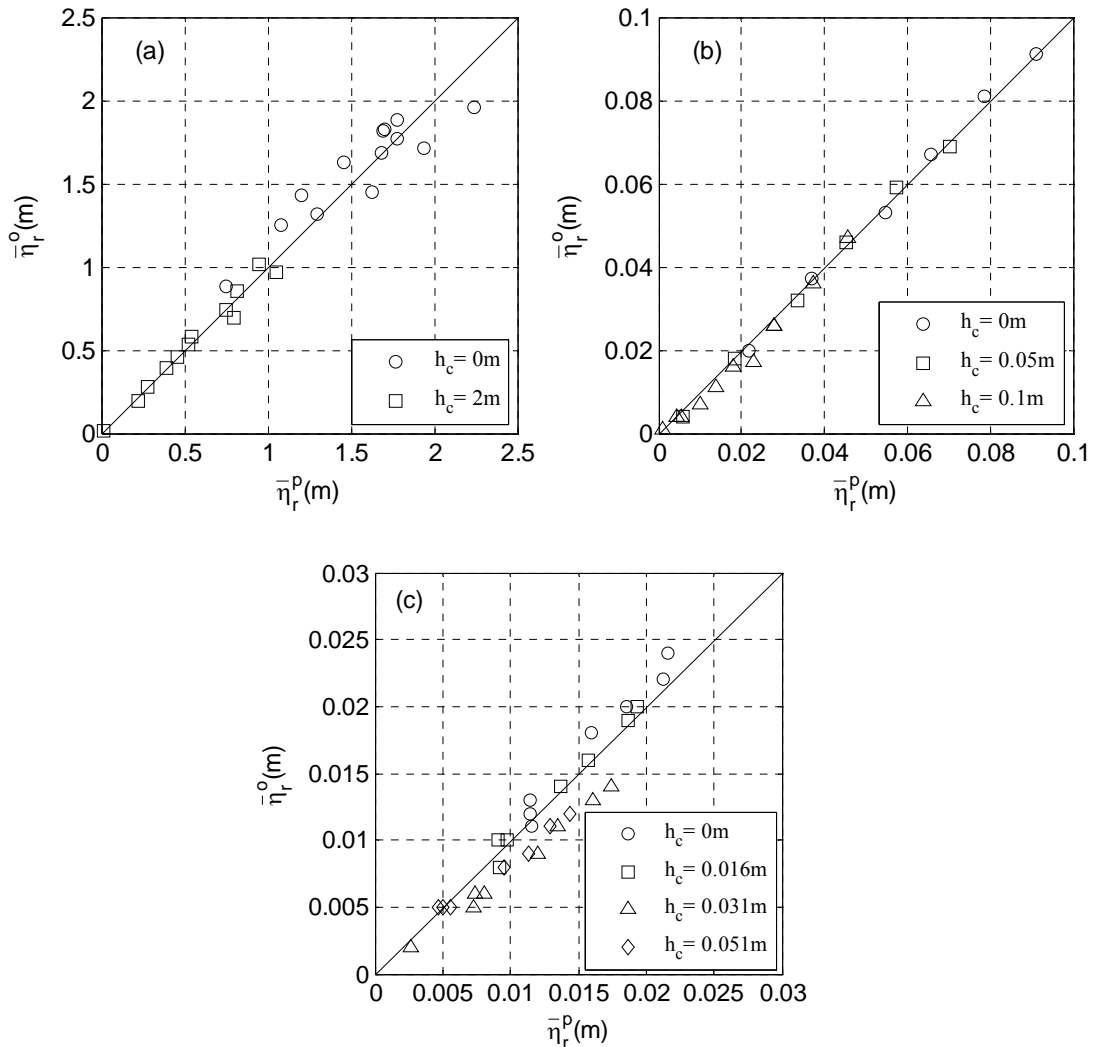 (a)
2.5
2
1.5
1
0.5
0
0.5
1
1.5
2
2.5
η̅_r^o(m)
η̅_r^p(m)
h_c= 0m
h_c= 2m
(b)
0.1
0.08
0.06
0.04
0.02
0
0
0.02
0.04
0.06
0.08
0.1
η̅_r^o(m)
η̅_r^p(m)
h_c= 0m
h_c= 0.05m
h_c= 0.1m
(c)
0.03
0.025
0.02
0.015
0.01
0.005
0
0
0.005
0.01
0.015
0.02
0.025
0.03
η̅_r^o(m)
η̅_r^p(m)
h_c= 0m
h_c= 0.016m
h_c= 0.031m
h_c= 0.051m